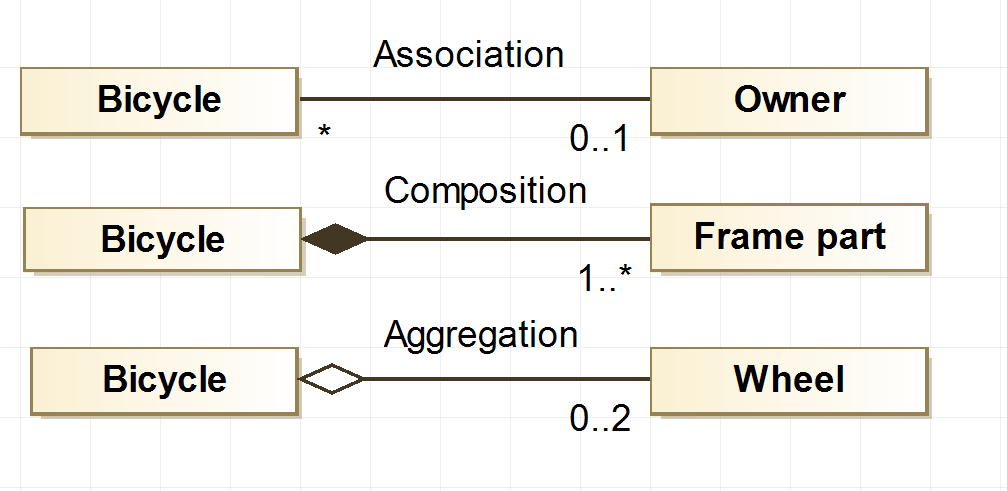 Association
Bicycle
Owner
*
0..1
Composition
Bicycle
Frame part
1..*
Aggregation
Bicycle
Wheel
0..2